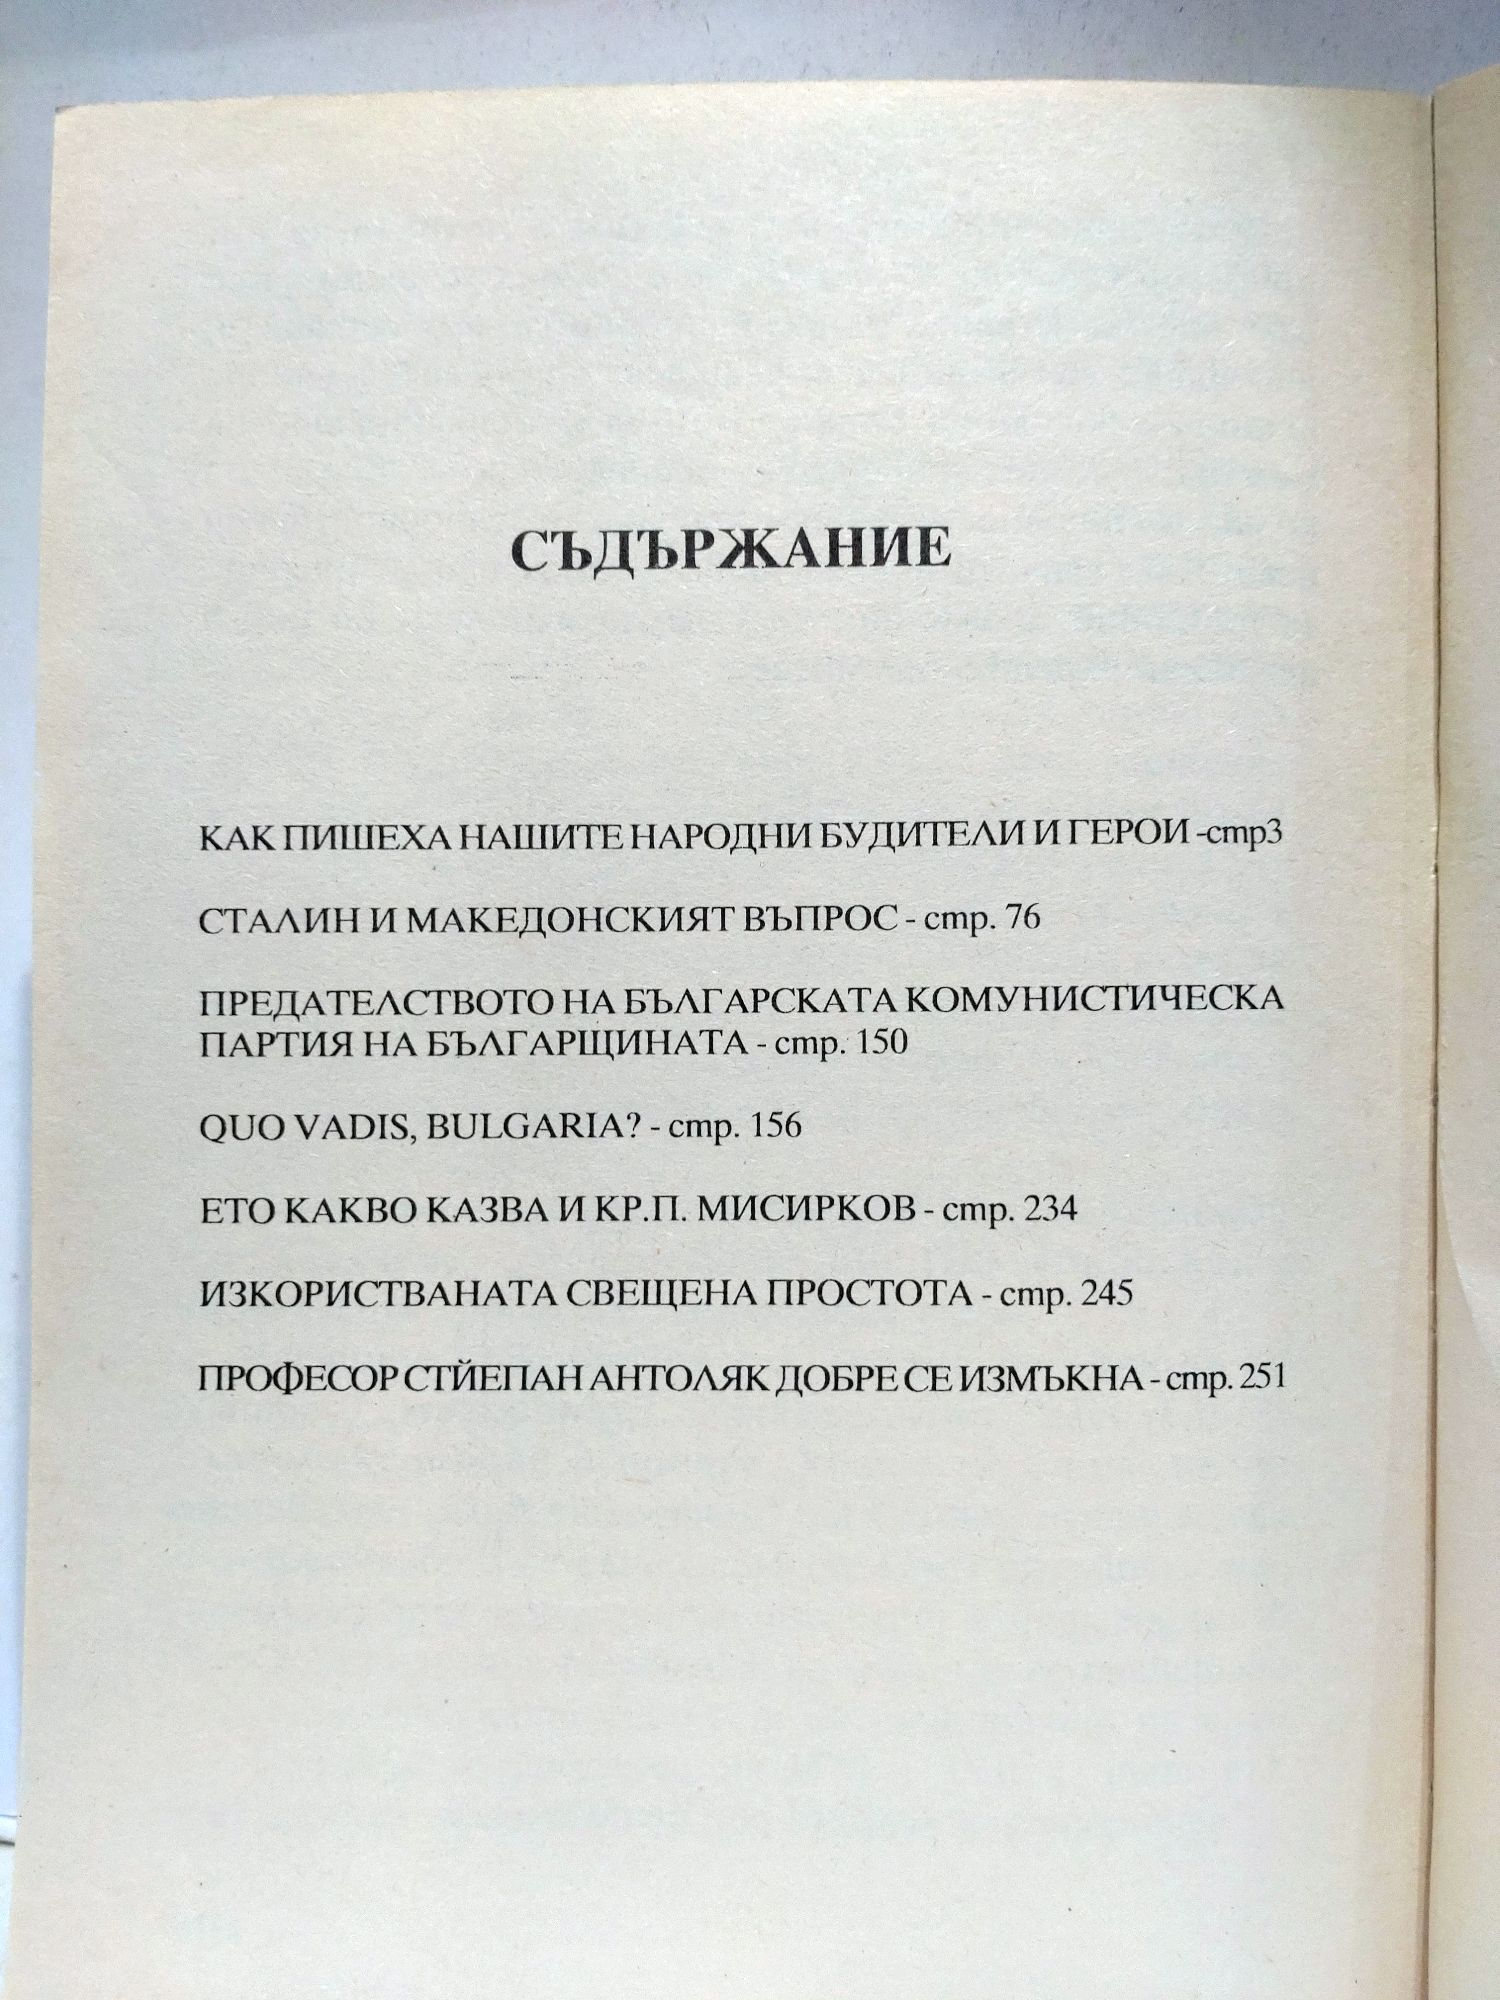 СЪДЪРЖАНИЕ
КАК ПИШЕХА НАШИТЕ НАРОДНИ БУДИТЕЛИ И ГЕРОИ -стр3
СТАЛИН И МАКЕДОНСКИЯТ ВЪПРОС - стр. 76
ПРЕДАТЕЛСТВОТО НА БЪЛГАРСКАТА КОМУНИСТИЧЕСКА
ПАРТИЯ НА БЪЛГАРЩИНАТА - стр. 150
QUO VADIS, BULGARIA? - стр. 156
ЕТО КАКВО КАЗВА И КР.П. МИСИРКОВ - стр. 234
ИЗКОРИСТВАНАТА СВЕЩЕНА ПРОСТОТА - стр. 245
ПРОФЕСОР СТЙЕПАН АНТОЛЯК ДОБРЕ СЕ ИЗМЪКНА - стр. 251